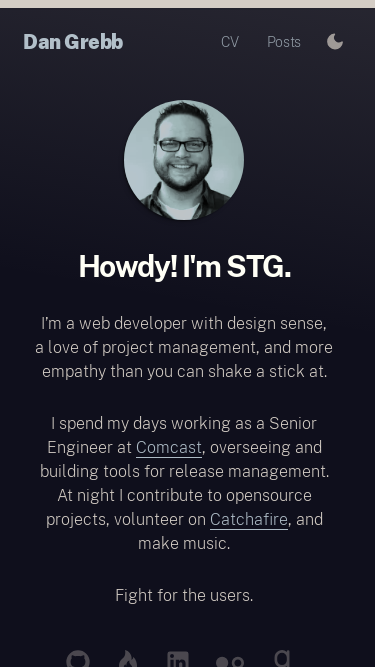 Dan Grebb
CV
Posts
Howdy! I'm STG.
I’m a web developer with design sense,
a love of project management, and more
empathy than you can shake a stick at.
I spend my days working as a Senior
Engineer at Comcast, overseeing and
building tools for release management.
At night I contribute to opensource
projects, volunteer on Catchafire, and
make music.
Fight for the users.